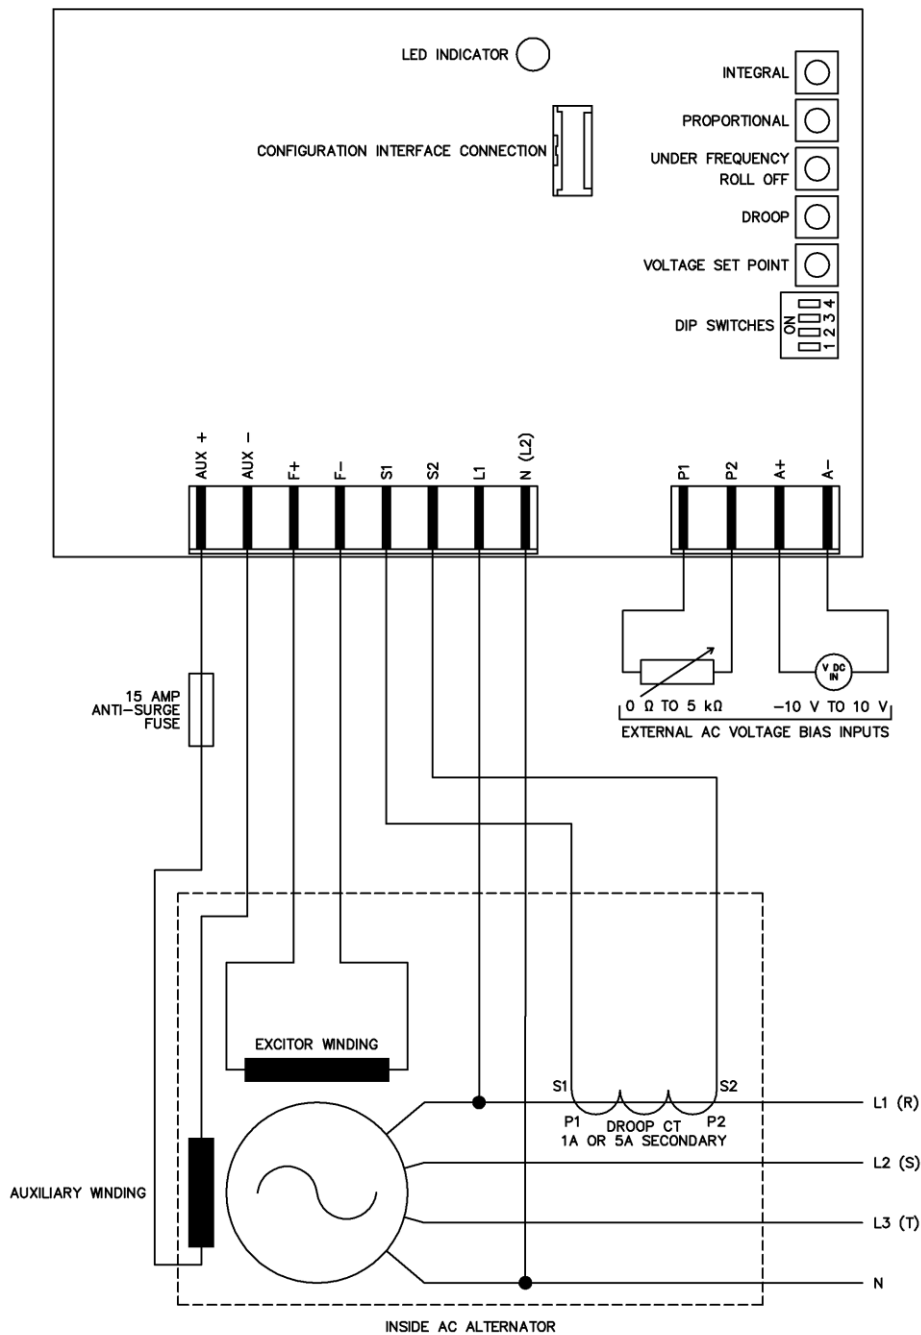 LED INDICATOR
INTEGRAL
PROPORTIONAL
CONFIGURATION INTERFACE CONNECTION
UNDER FREQUENCY
ROLL OFF
DROOP
VOLTAGE SET POINT
DIP SWITCHES
ON
1 2 3 4
AUX +
AUX -
F+
F-
S1
S2
L1
N (L2)
P1
P2
A+
A-
15 AMP
ANTI-SURGE
FUSE
V DC
IN
0 Ω TO 5 kΩ
-10 V TO 10 V
EXTERNAL AC VOLTAGE BIAS INPUTS
EXCITOR WINDING
S1
S2
P1
P2
DROOP CT
1A OR 5A SECONDARY
L1 (R)
L2 (S)
AUXILIARY WINDING
L3 (T)
N
INSIDE AC ALTERNATOR